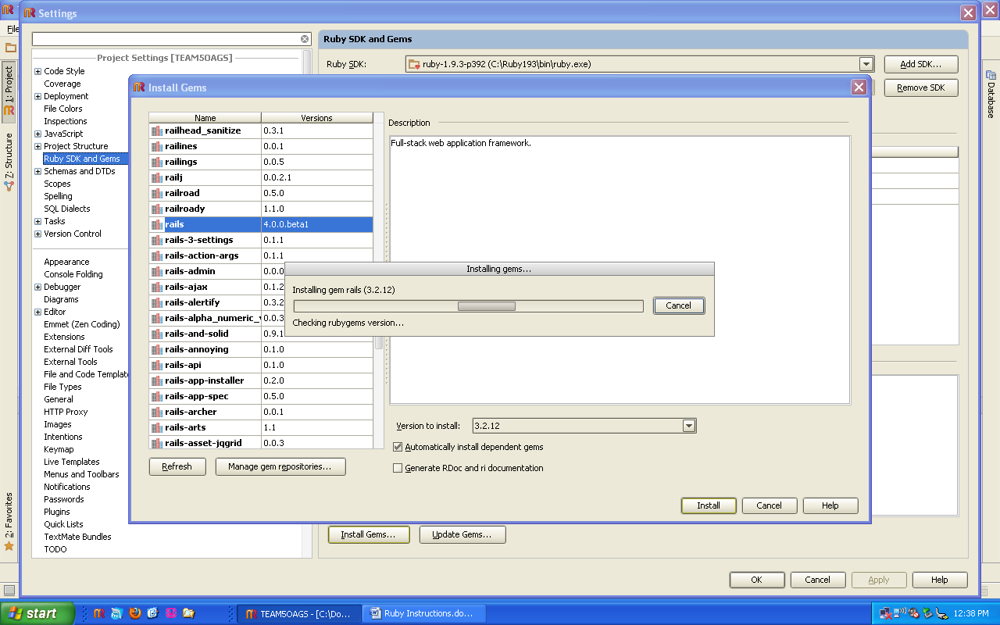 Settings
File
1: Project
Z: Structure
2: Favorites
Database
Project Settings [TEAM5OAGS]
Code Style
Coverage
Deployment
File Colors
Inspections
JavaScript
Project Structure
Ruby SDK and Gems
Schemas and DTDs
Scopes
Spelling
SQL Dialects
Tasks
Version Control
Appearance
Console Folding
Debugger
Diagrams
Editor
Emmet (Zen Coding)
Extensions
External Diff Tools
External Tools
File and Code Templat
File Types
General
HTTP Proxy
Images
Intentions
Keymap
Live Templates
Menus and Toolbars
Notifications
Passwords
Plugins
Quick Lists
TextMate Bundles
TODO
Ruby SDK and Gems
Ruby SDK: ruby-1.9.3-p392 (C:\Ruby193\bin\ruby.exe) Add SDK...
Remove SDK
Install Gems
Name Versions
railhead_sanitize 0.3.1
railines 0.0.1
railings 0.0.5
railj 0.0.2.1
railroad 0.5.0
railroady 1.1.0
rails 4.0.0.beta1
rails-3-settings 0.1.1
rails-action-args 0.1.1
rails-admin 0.0.0
rails-ajax 0.1.2
rails-alertify 0.3.2
rails-alpha_numeric_ 0.0.3
rails-and-solid 0.9.1
rails-annoying 0.1.0
rails-api 0.1.0
rails-app-installer 0.2.0
rails-app-spec 0.5.0
rails-archer 0.0.1
rails-arts 1.1
rails-asset-jqgrid 0.0.3
Refresh Manage gem repositories...
Description
Full-stack web application framework.
Installing gems...
Installing gem rails (3.2.12)
Cancel
Checking rubygems version...
Version to install: 3.2.12
Automatically install dependent gems
Generate RDoc and ri documentation
Install Cancel Help
Install Gems... Update Gems...
OK Cancel Apply Help
start TEAM5OAGS - [C:\Do... Ruby Instructions.do... 12:38 PM